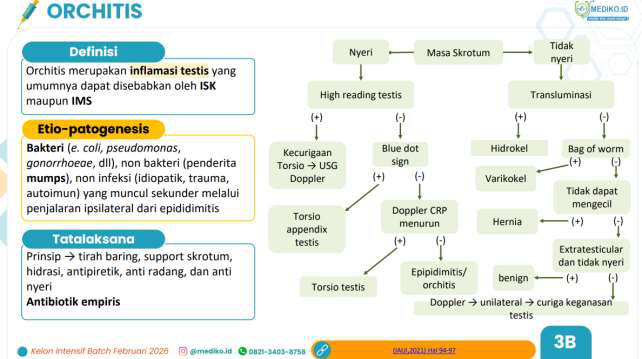 ORCHITIS
MEDIKO.ID
Definisi
Orchitis merupakan inflamasi testis yang
umumnya dapat disebabkan oleh ISK
maupun IMS
Etio-patogenesis
Bakteri (e. coli, pseudomonas,
gonorrhoeae, dll), non bakteri (penderita
mumps), non infeksi (idiopatik, trauma,
autoimun) yang muncul sekunder melalui
penjalaran ipsilateral dari epididimitis
Tatalaksana
Prinsip → tirah baring, support skrotum,
hidrasi, antipiretik, anti radang, dan anti
nyeri
Antibiotik empiris
Nyeri
Masa Skrotum
Tidak
nyeri
High reading testis
Transluminasi
(+)
(-)
(+)
(-)
Kecurigaan
Torsio → USG
Doppler
Blue dot
sign
Hidrokel
Bag of worm
(+)
(-)
(+)
(-)
Varikokel
Tidak dapat
mengecil
Torsio
appendix
testis
Doppler CRP
menurun
Hernia
(+)
(-)
(+)
(-)
Extratesticular
dan tidak nyeri
Torsio testis
Epipidimitis/
orchitis
benign
(+)
(-)
Doppler → unilateral → curiga keganasan
testis
Kelon Intensif Batch Februari 2026
@mediko.id
0821-3403-8758
(IAUI,2021) Hal 94-97
3B